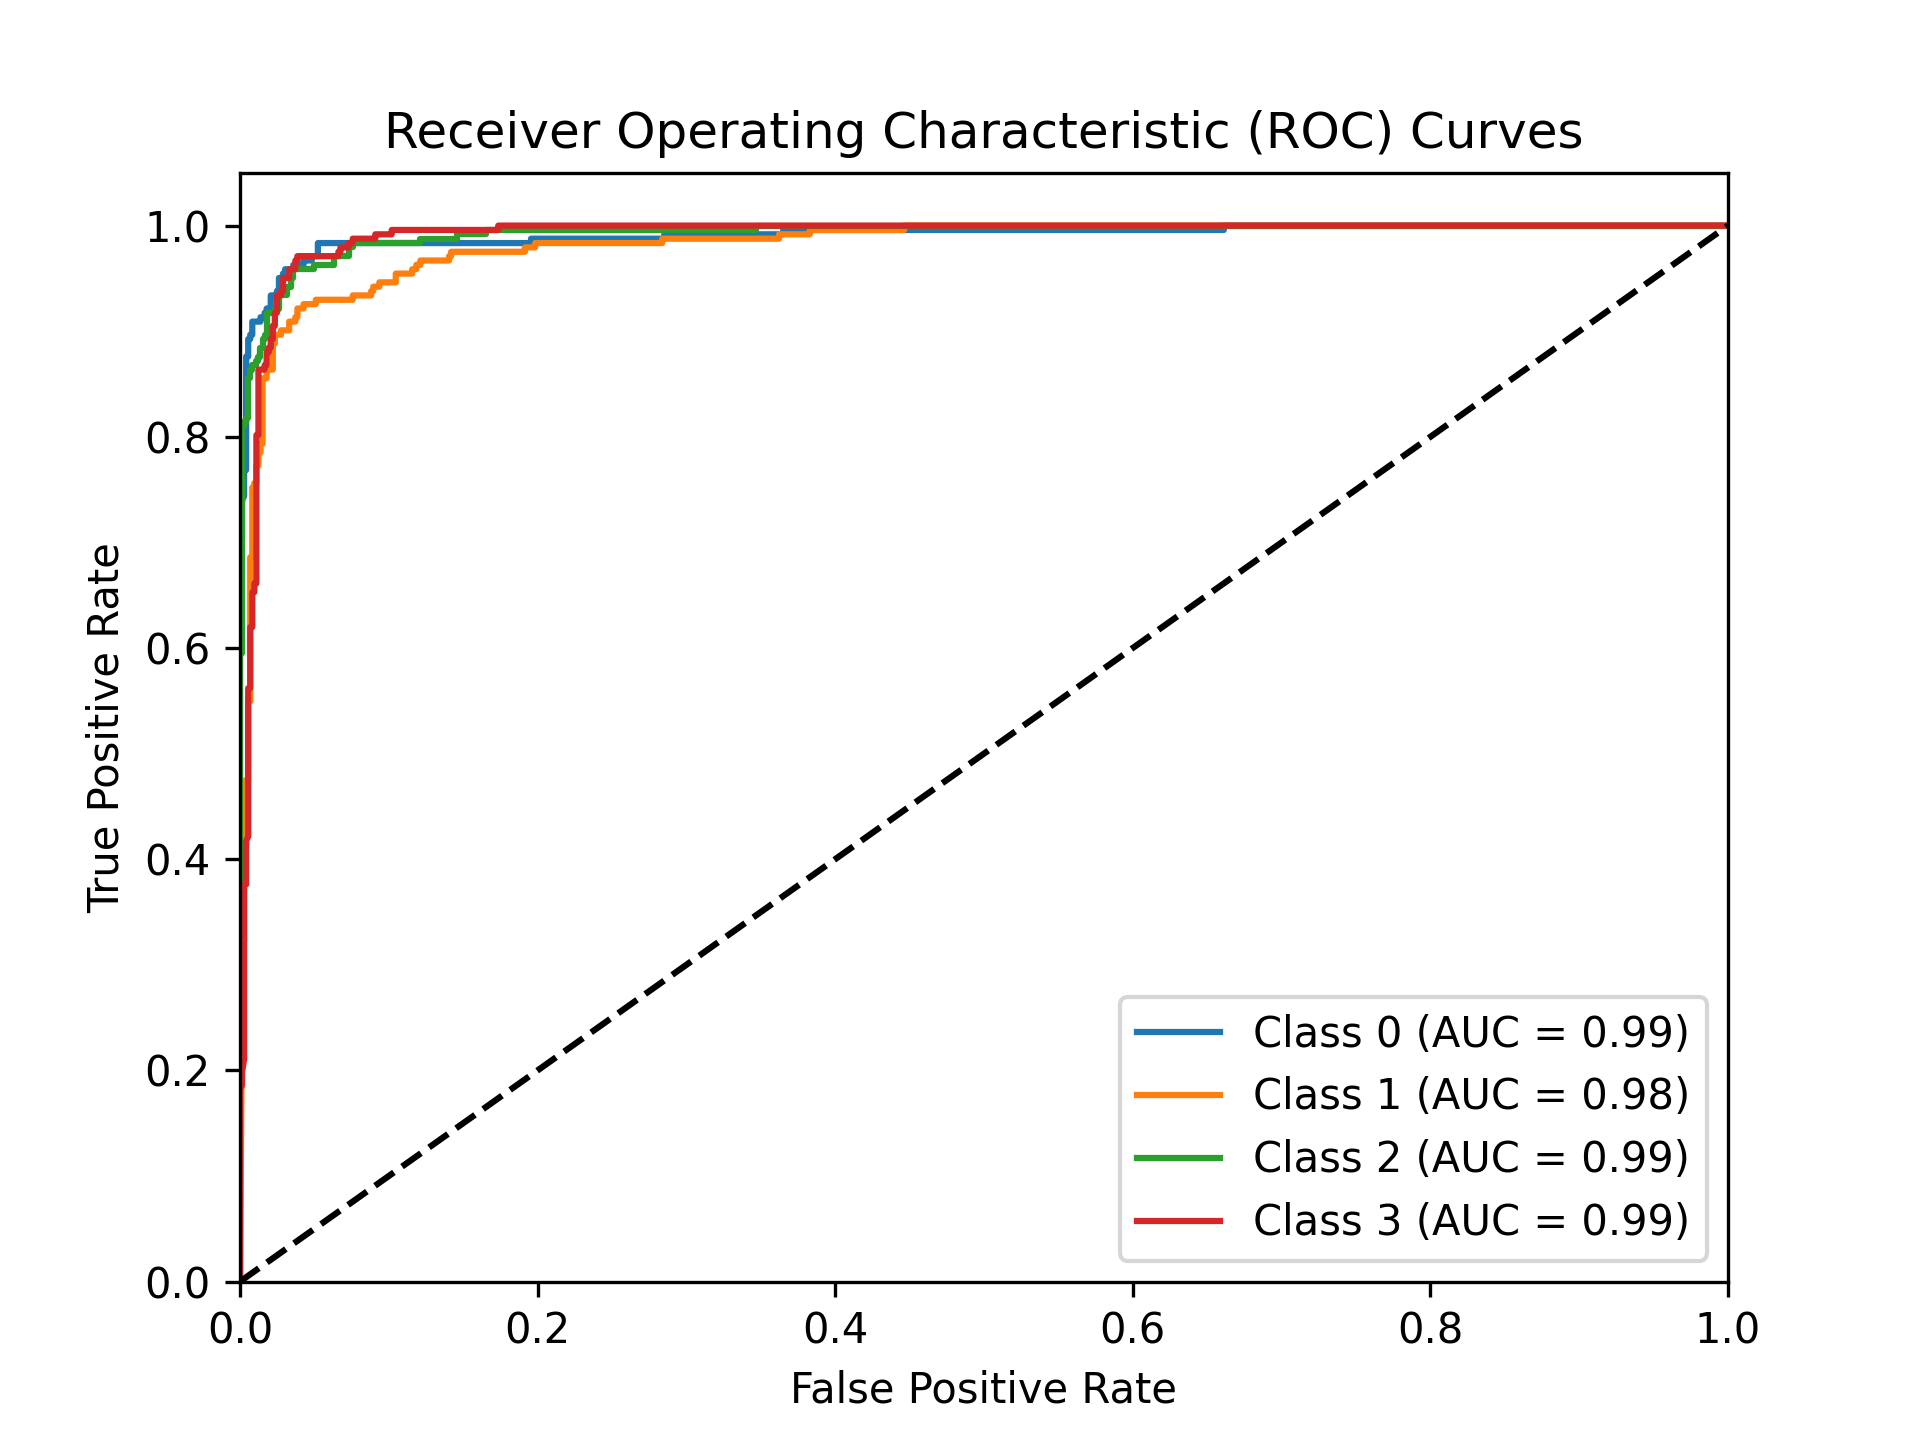 Receiver Operating Characteristic (ROC) Curves
True Positive Rate
1.0
0.8
0.6
0.4
0.2
0.0
0.0 0.2 0.4 0.6 0.8 1.0
False Positive Rate
Class 0 (AUC = 0.99)
Class 1 (AUC = 0.98)
Class 2 (AUC = 0.99)
Class 3 (AUC = 0.99)